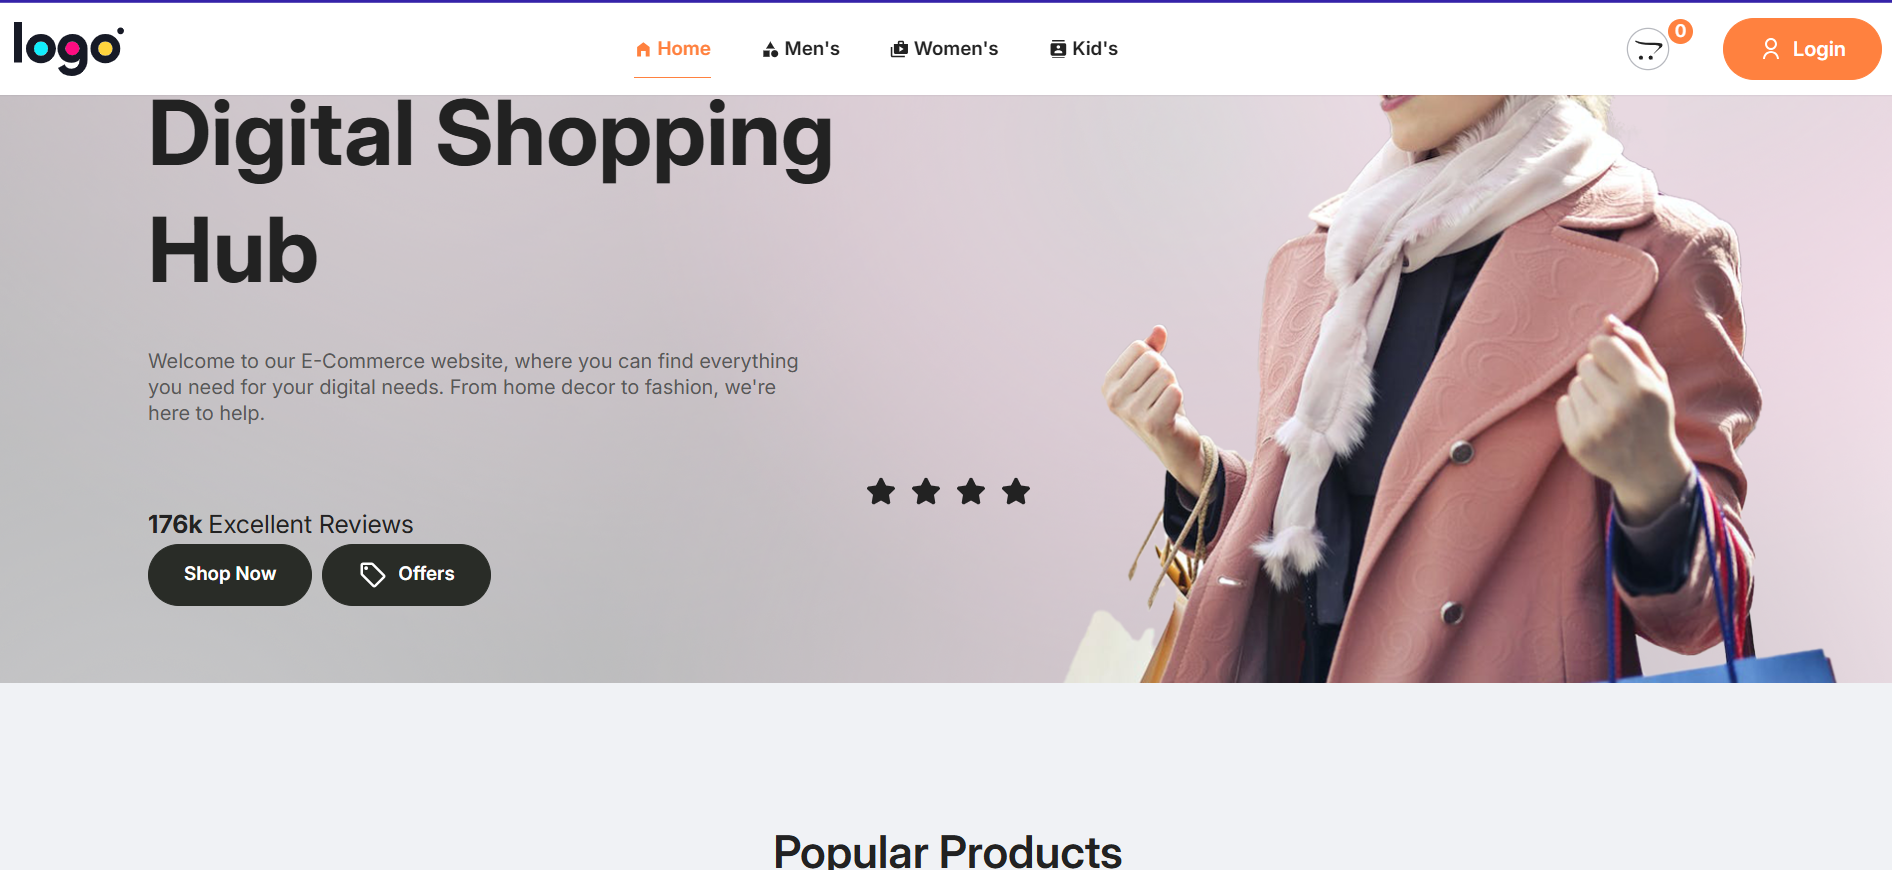 logo
Home
Men's
Women's
Kid's
0
Login
Digital Shopping
Hub
Welcome to our E-Commerce website, where you can find everything
you need for your digital needs. From home decor to fashion, we're
here to help.
176k Excellent Reviews
Shop Now
Offers
Popular Products